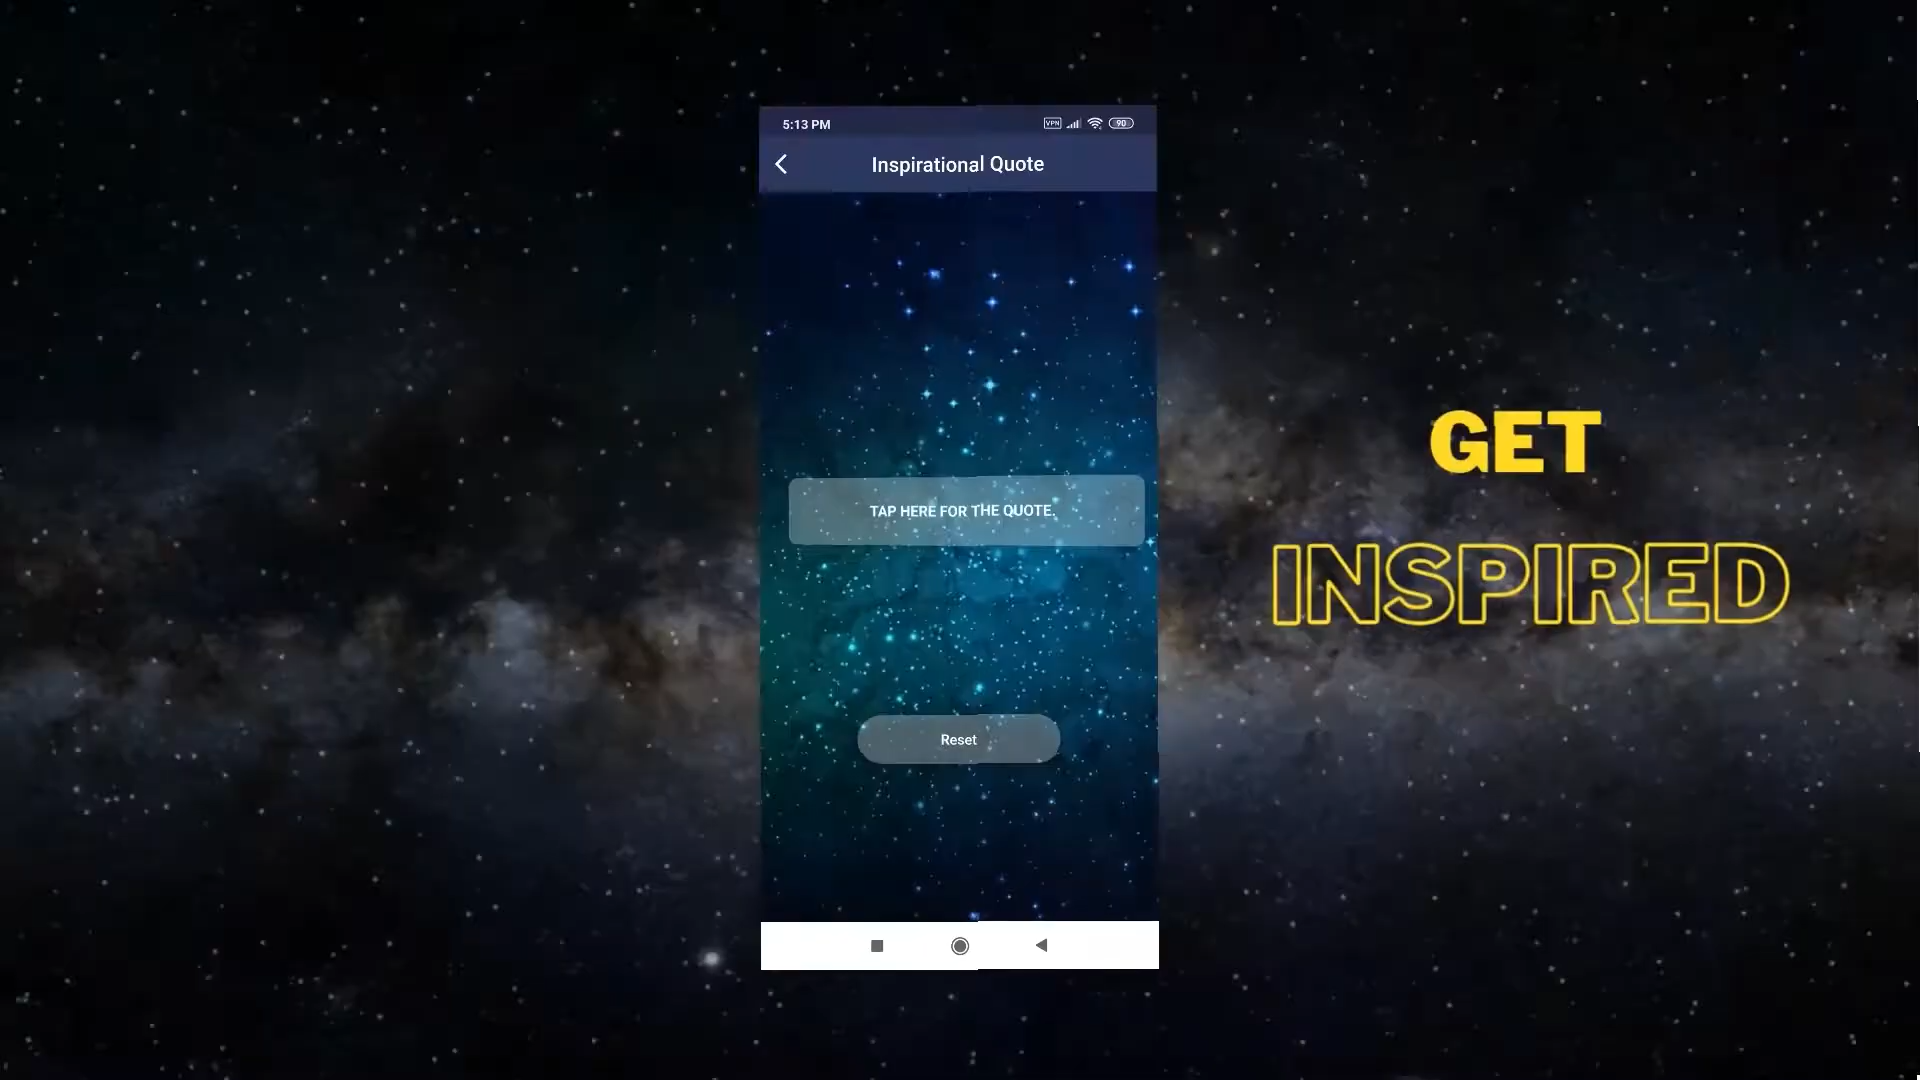 5:13 PM
VPN
90
Inspirational Quote
TAP HERE FOR THE QUOTE.
Reset
GET
INSPIRED